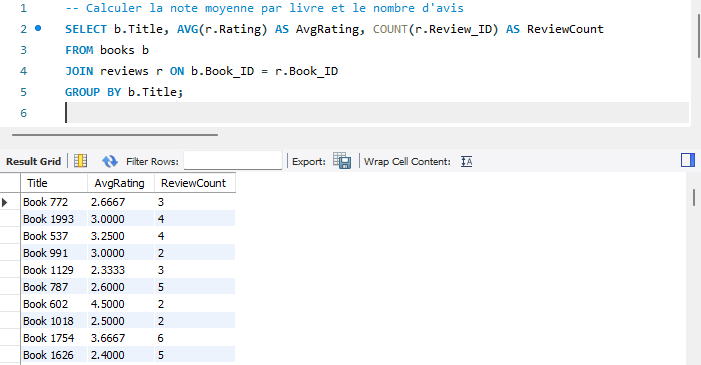 1 -- Calculer la note moyenne par livre et le nombre d'avis
2 SELECT b.Title, AVG(r.Rating) AS AvgRating, COUNT(r.Review_ID) AS ReviewCount
3 FROM books b
4 JOIN reviews r ON b.Book_ID = r.Book_ID
5 GROUP BY b.Title;
6
Result Grid Filter Rows: Export: Wrap Cell Content:
Title AvgRating ReviewCount
Book 772 2.6667 3
Book 1993 3.0000 4
Book 537 3.2500 4
Book 991 3.0000 2
Book 1129 2.3333 3
Book 787 2.6000 5
Book 602 4.5000 2
Book 1018 2.5000 2
Book 1754 3.6667 6
Book 1626 2.4000 5